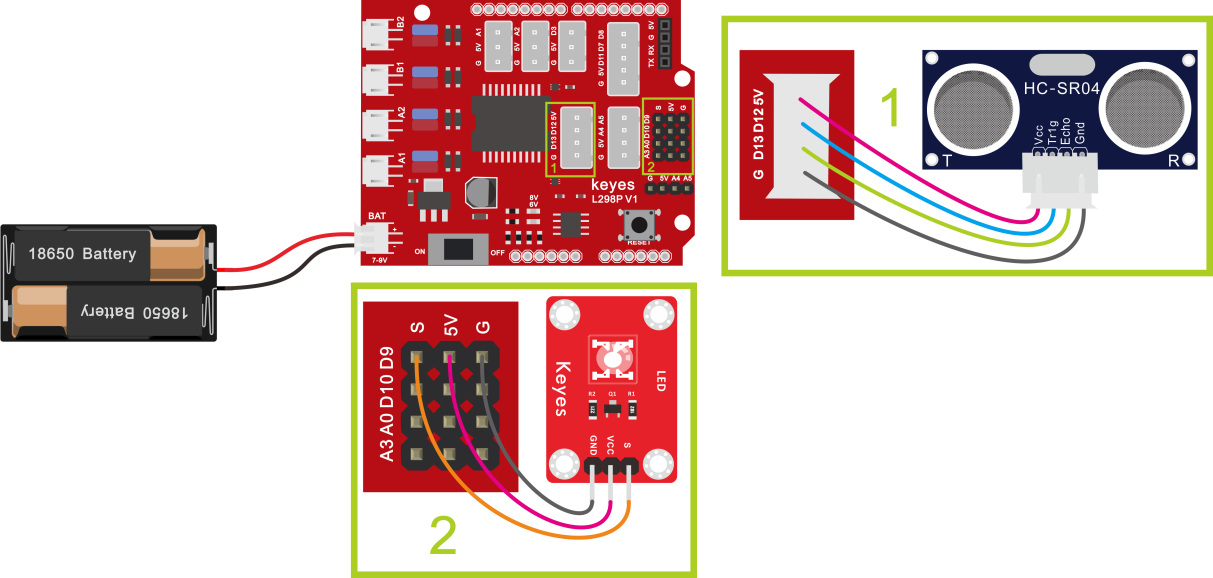 B2
B1
A2
A1
BAT
+
-
7-9V
ON
OFF
G 5V A1
G 5V A2
G 5V D3
G 5V D11 D7 D8
5V
G
RX
TX
G D13 D12 5V
1
G 5V A4 A5
S 5V G
A3 A0 D10 D9
2
G 5V A4 A5
keyes
L298P V1
8V
6V
RESET
18650 Battery
18650 Battery
G D13 D12 5V
1
HC-SR04
Vcc
Tr1g
Echo
Gnd
T
R
S 5V G
A3 A0 D10 D9
Keyes
LED
R2
Q1
R1
GND
VCC
S
2